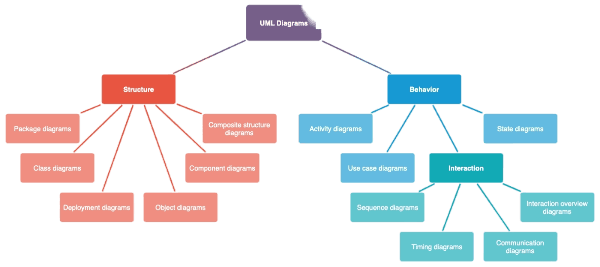 UML Diagrams
Structure
Behavior
Package diagrams
Composite structure
diagrams
Activity diagrams
State diagrams
Class diagrams
Component diagrams
Use case diagrams
Interaction
Deployment diagrams
Object diagrams
Sequence diagrams
Interaction overview
diagrams
Timing diagrams
Communication
diagrams